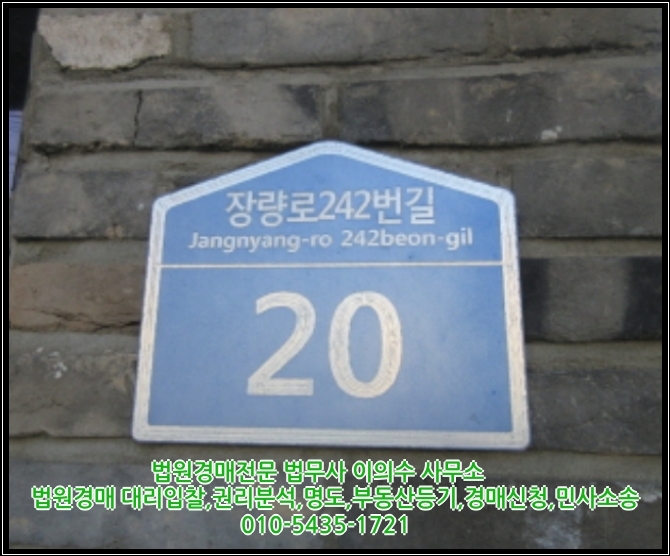 장량로242번길
Jangnyang-ro 242beon-gil
20
법원경매전문 법무사 이의수 사무소
법원경매 대리입찰,권리분석,명도,부동산등기,경매신청,민사소송
010-5435-1721